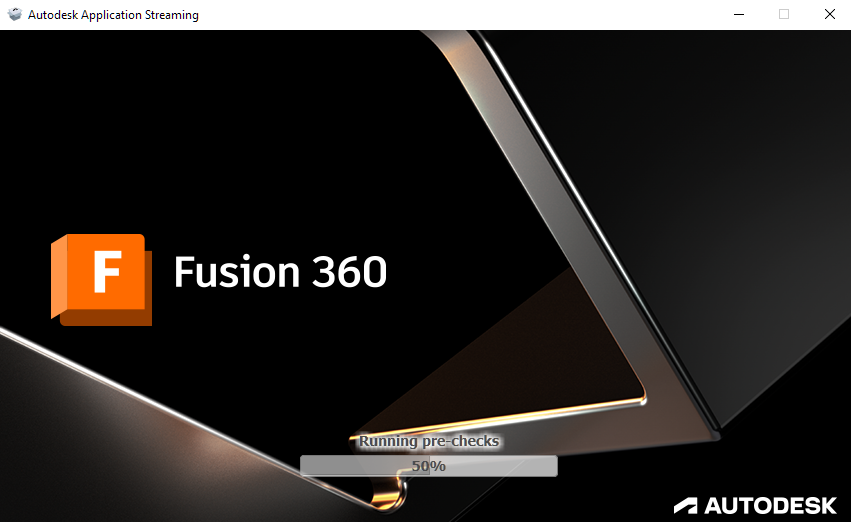 Autodesk Application Streaming
F
Fusion 360
Running pre-checks
50%
AUTODESK